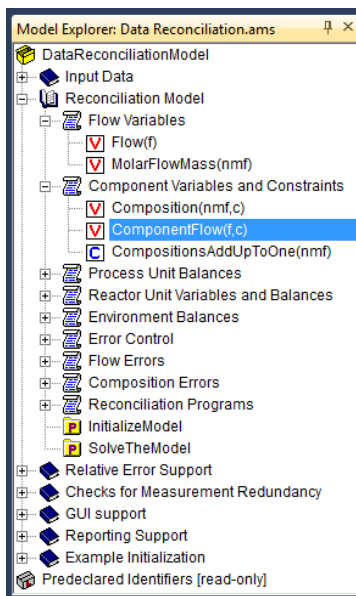 Model Explorer: Data Reconciliation.ams
DataReconciliationModel
Input Data
Reconciliation Model
Flow Variables
V Flow(f)
V MolarFlowMass(nmf)
Component Variables and Constraints
V Composition(nmf,c)
V ComponentFlow(f,c)
C CompositionsAddUpToOne(nmf)
Process Unit Balances
Reactor Unit Variables and Balances
Environment Balances
Error Control
Flow Errors
Composition Errors
Reconciliation Programs
P InitializeModel
P SolveTheModel
Relative Error Support
Checks for Measurement Redundancy
GUI support
Reporting Support
Example Initialization
Predeclared Identifiers [read-only]